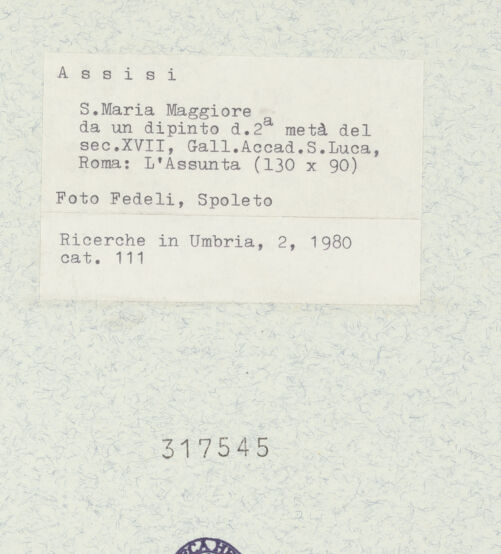 A s s i s i
S.Maria Maggiore
da un dipinto d.2a metà del
sec.XVII, Gall.Accad.S.Luca,
Roma: L'Assunta (130 x 90)
Foto Fedeli, Spoleto
Ricerche in Umbria, 2, 1980
cat. 111
317545